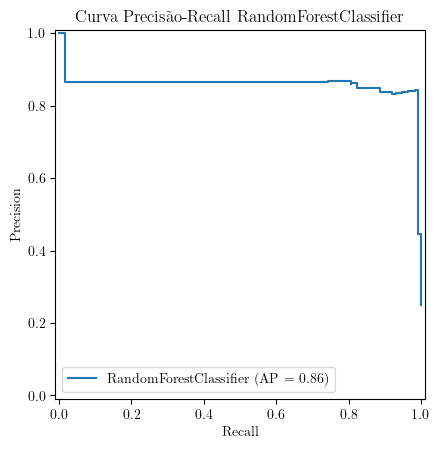 Curva Precisão-Recall RandomForestClassifier
1.0
0.8
0.6
0.4
0.2
0.0
Precision
RandomForestClassifier (AP = 0.86)
0.0 0.2 0.4 0.6 0.8 1.0
Recall